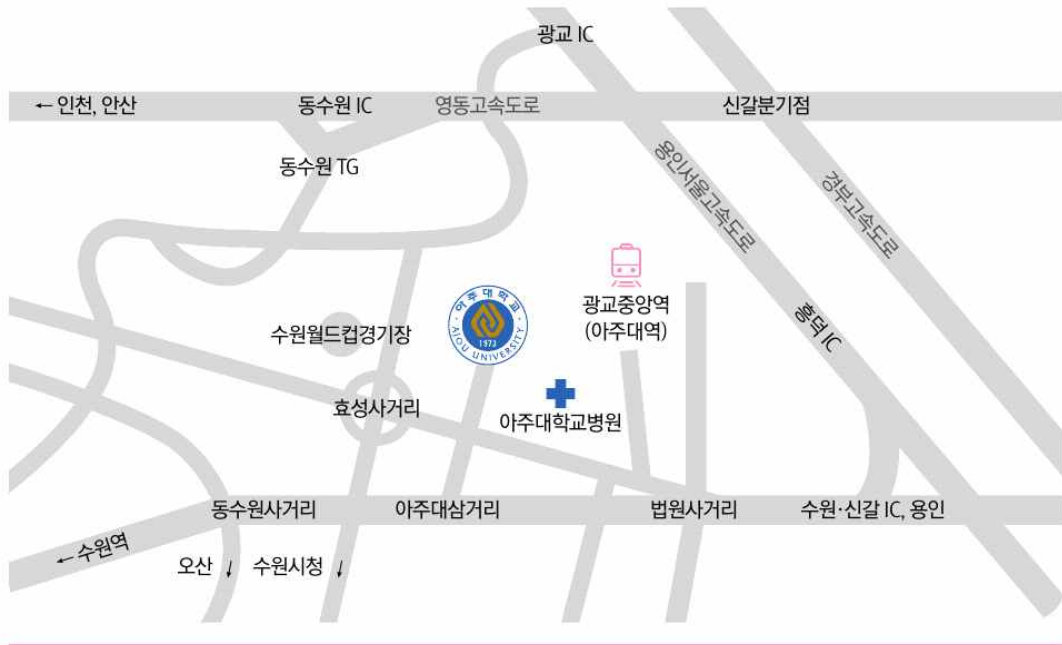 광교 IC
← 인천, 안산
동수원 IC
영동고속도로
신갈분기점
동수원 TG
용인서울고속도로
경부고속도로
아주대학교
AJOU UNIVERSITY
1973
광교중앙역
(아주대역)
흥덕 IC
수원월드컵경기장
효성사거리
아주대학교병원
동수원사거리
아주대삼거리
법원사거리
수원·신갈 IC, 용인
← 수원역
오산 ↓
수원시청 ↓